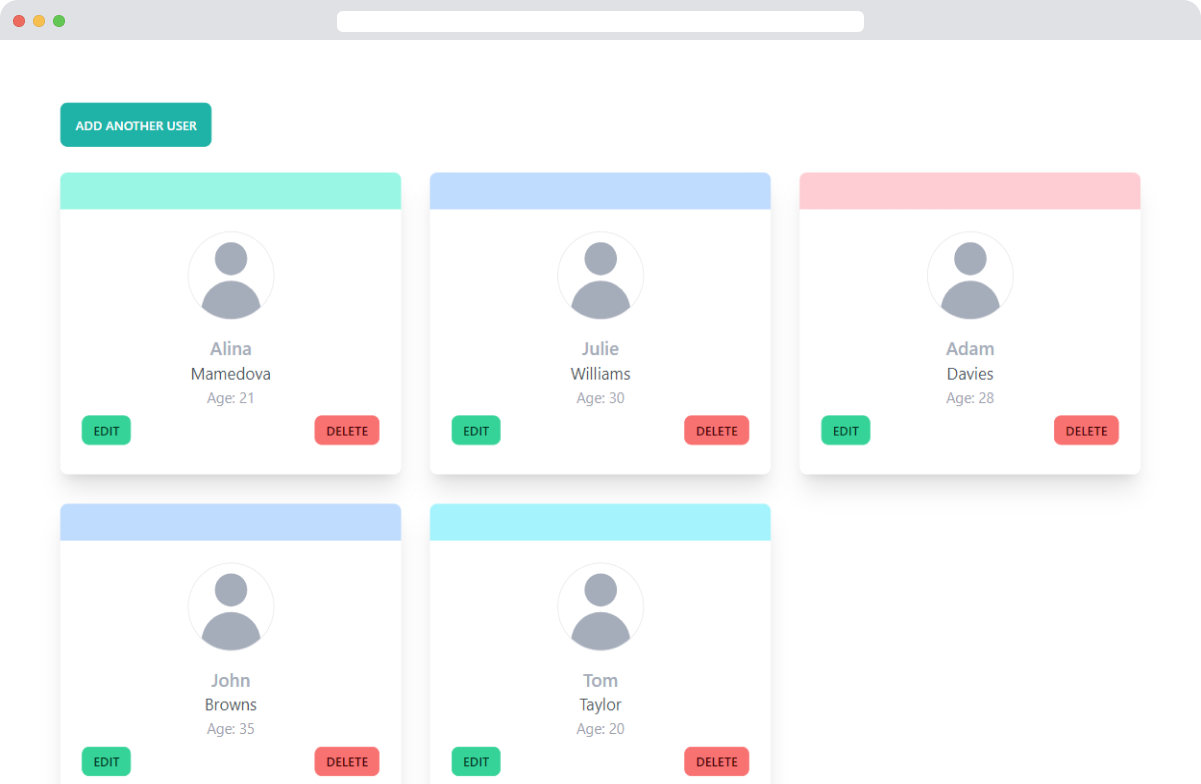 ADD ANOTHER USER
Alina
Mamedova
Age: 21
EDIT
DELETE
Julie
Williams
Age: 30
EDIT
DELETE
Adam
Davies
Age: 28
EDIT
DELETE
John
Browns
Age: 35
EDIT
DELETE
Tom
Taylor
Age: 20
EDIT
DELETE